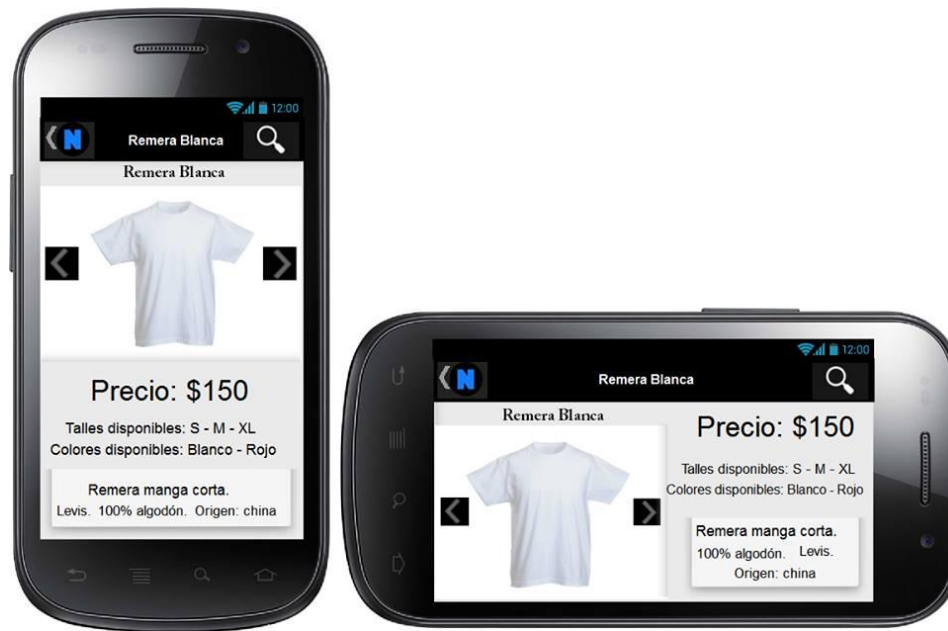 12:00
N
Remera Blanca
Remera Blanca
Precio: $150
Talles disponibles: S - M - XL
Colores disponibles: Blanco - Rojo
Remera manga corta.
Levis. 100% algodón. Origen: china
12:00
N
Remera Blanca
Remera Blanca
Precio: $150
Talles disponibles: S - M - XL
Colores disponibles: Blanco - Rojo
Remera manga corta.
100% algodón. Levis.
Origen: china